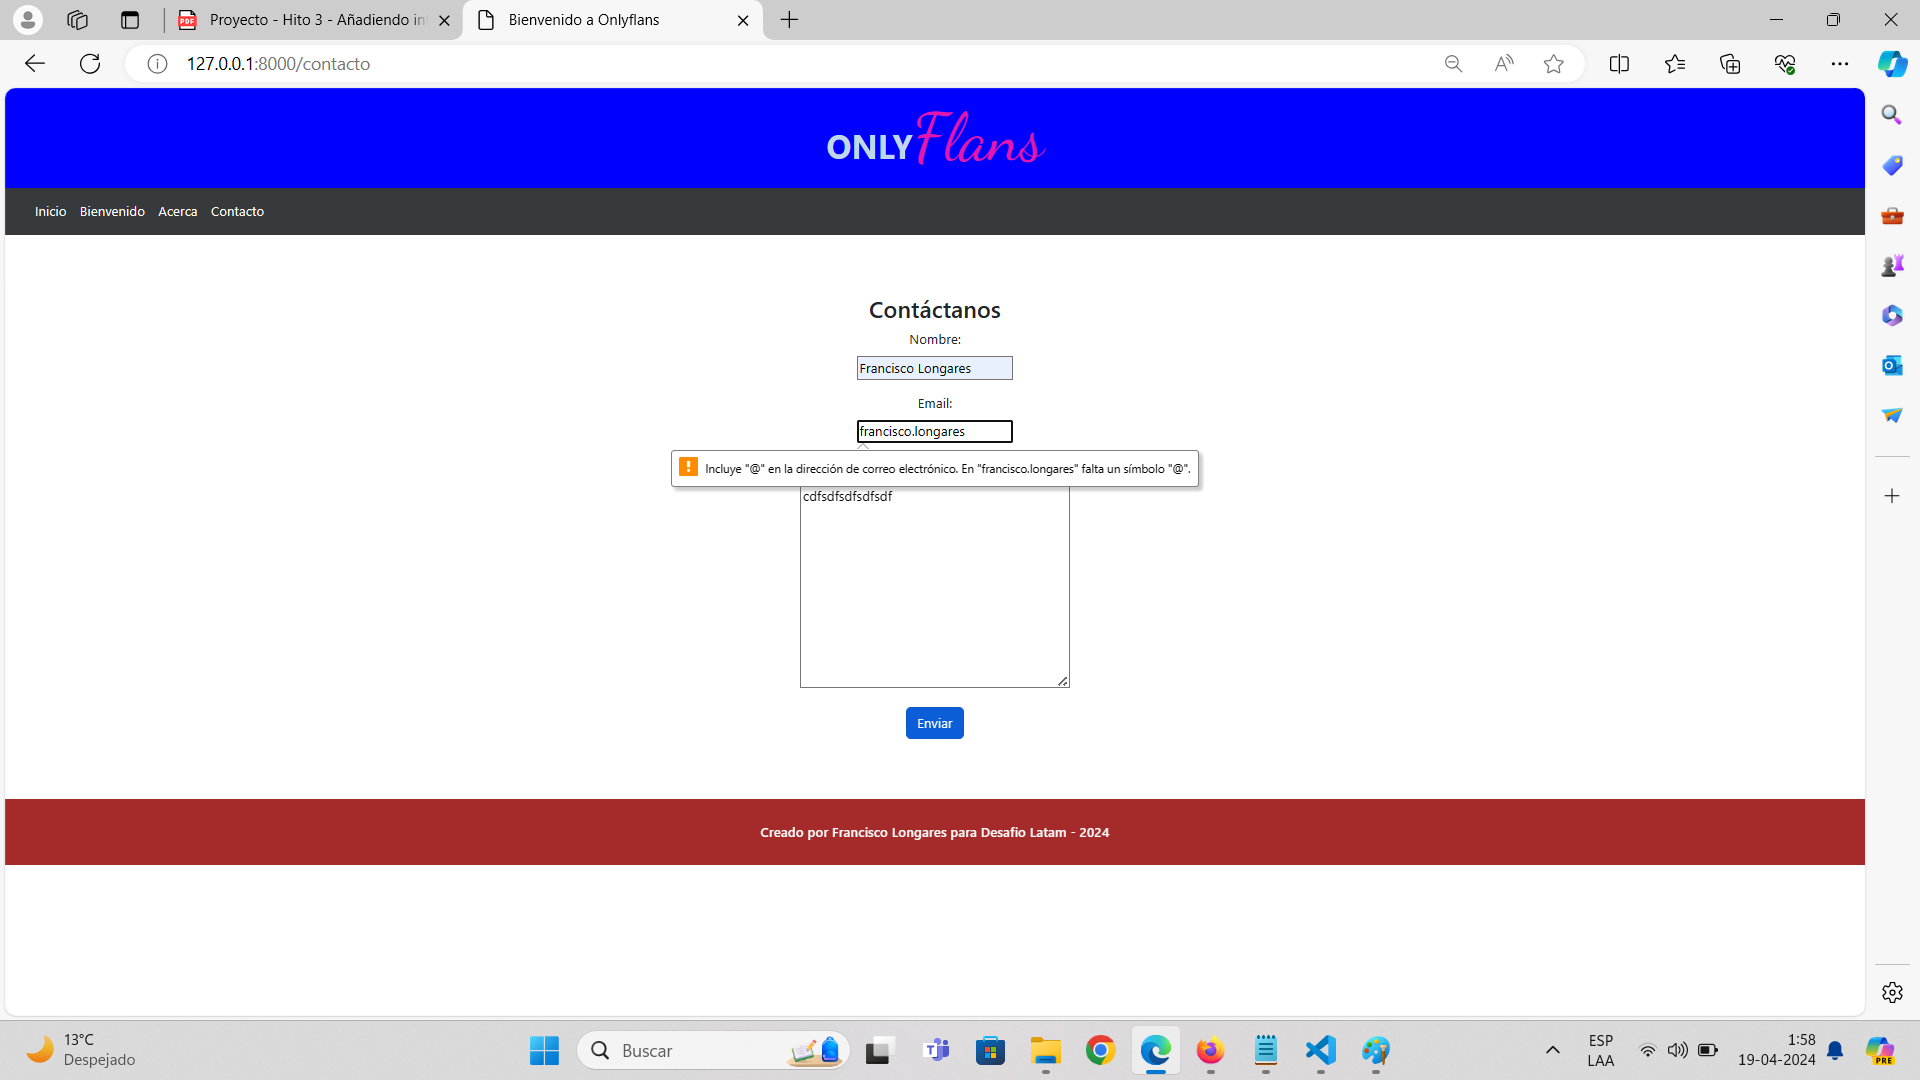 Proyecto - Hito 3 - Añadiendo in
Bienvenido a Onlyflans
127.0.0.1:8000/contacto
ONLYFlans
Inicio Bienvenido Acerca Contacto
Contáctanos
Nombre:
Francisco Longares
Email:
francisco.longares
Incluye "@" en la dirección de correo electrónico. En "francisco.longares" falta un símbolo "@".
cdfsdfsdfsdfsdf
Enviar
Creado por Francisco Longares para Desafio Latam - 2024
13°C
Despejado
Buscar
ESP
LAA
1:58
19-04-2024
PRE